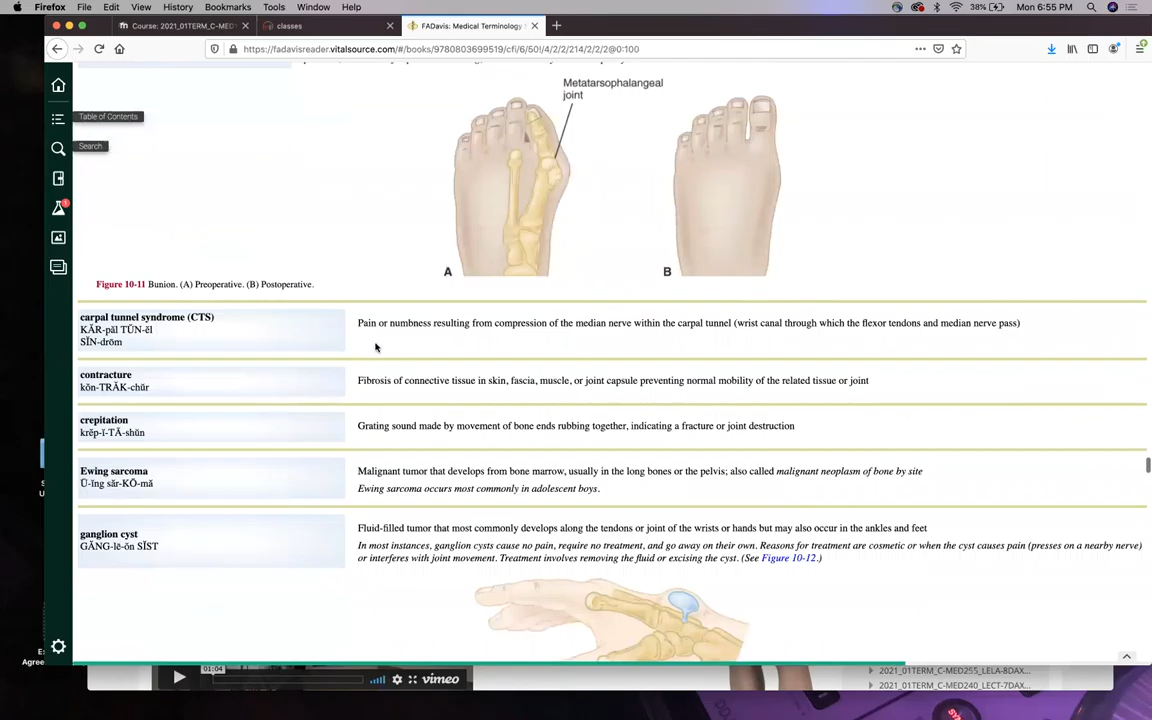 Firefox File Edit View History Bookmarks Tools Window Help 38% Mon 6:55 PM
Course: 2021_01TERM_C-MED classes FADavis: Medical Terminology
https://fadavisreader.vitalsource.com/#/books/9780803699519/cfi/6/50!/4/2/2/214/2/2/2@0:100
Table of Contents
Search
Metatarsophalangeal
joint
A B
Figure 10-11 Bunion. (A) Preoperative. (B) Postoperative.
carpal tunnel syndrome (CTS)
KĂR-păl TŬN-ĕl
SĬN-drōm
Pain or numbness resulting from compression of the median nerve within the carpal tunnel (wrist canal through which the flexor tendons and median nerve pass)
contracture
kŏn-TRĂK-chŭr
Fibrosis of connective tissue in skin, fascia, muscle, or joint capsule preventing normal mobility of the related tissue or joint
crepitation
krĕp-ĭ-TĀ-shŭn
Grating sound made by movement of bone ends rubbing together, indicating a fracture or joint destruction
Ewing sarcoma
Ū-ĭng săr-KŌ-mă
Malignant tumor that develops from bone marrow, usually in the long bones or the pelvis; also called malignant neoplasm of bone by site
Ewing sarcoma occurs most commonly in adolescent boys.
ganglion cyst
GĂNG-lē-ŏn SĬST
Fluid-filled tumor that most commonly develops along the tendons or joint of the wrists or hands but may also occur in the ankles and feet
In most instances, ganglion cysts cause no pain, require no treatment, and go away on their own. Reasons for treatment are cosmetic or when the cyst causes pain (presses on a nearby nerve)
or interferes with joint movement. Treatment involves removing the fluid or excising the cyst. (See Figure 10-12.)
01:04
vimeo
2021_01TERM_C-MED255_LELA-8DAX...
2021_01TERM_C-MED240_LECT-7DAX...